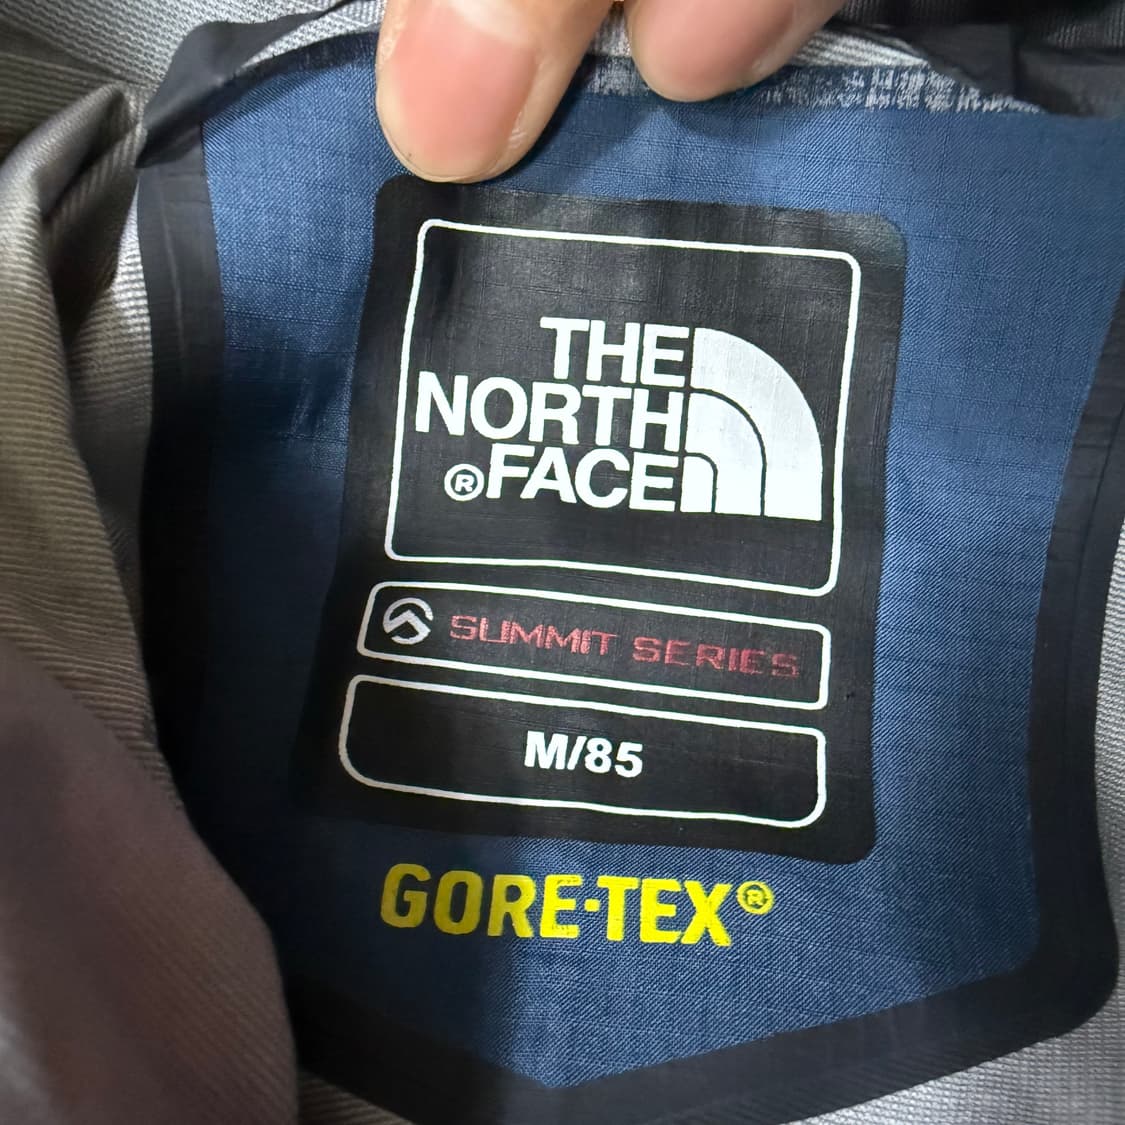 THE
NORTH
®FACE
SUMMIT SERIES
M/85
GORE-TEX®